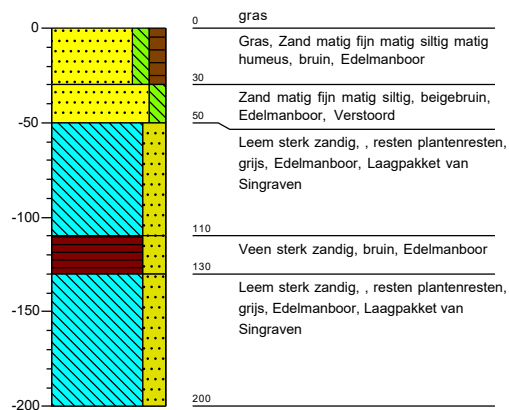 gras
0
0
Gras, Zand matig fijn matig siltig matig
humeus, bruin, Edelmanboor
30
Zand matig fijn matig siltig, beigebruin,
Edelmanboor, Verstoord
-50
50
Leem sterk zandig, , resten plantenresten,
grijs, Edelmanboor, Laagpakket van
Singraven
-100
110
Veen sterk zandig, bruin, Edelmanboor
130
Leem sterk zandig, , resten plantenresten,
grijs, Edelmanboor, Laagpakket van
Singraven
-150
-200
200